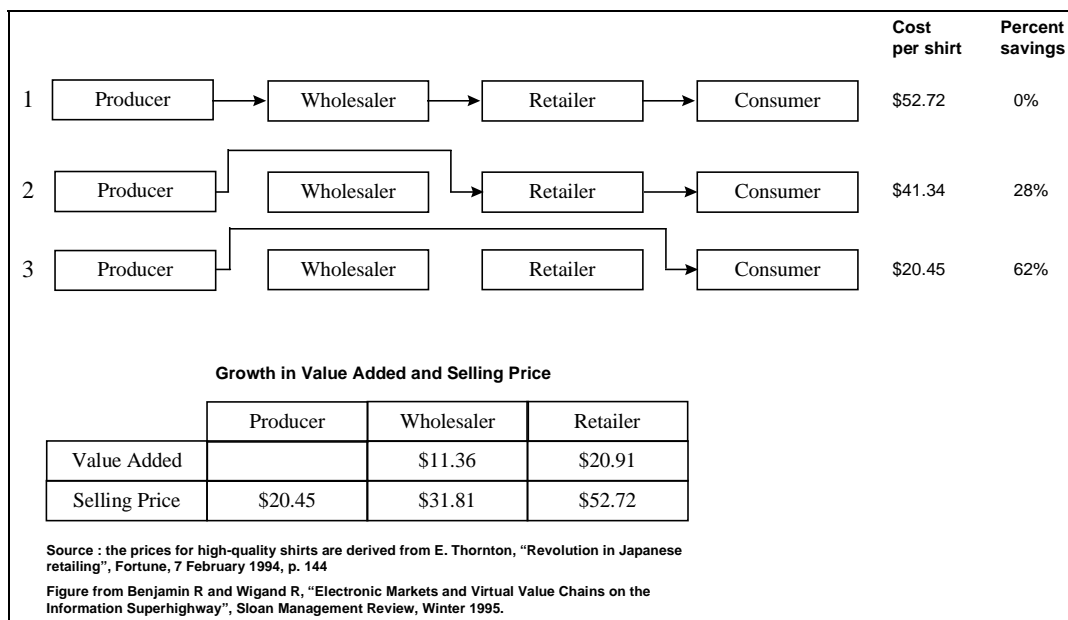 Cost per shirt Percent savings
1 Producer Wholesaler Retailer Consumer $52.72 0%
2 Producer Wholesaler Retailer Consumer $41.34 28%
3 Producer Wholesaler Retailer Consumer $20.45 62%
Growth in Value Added and Selling Price
Producer Wholesaler Retailer
Value Added $11.36 $20.91
Selling Price $20.45 $31.81 $52.72
Source : the prices for high-quality shirts are derived from E. Thornton, “Revolution in Japanese
retailing”, Fortune, 7 February 1994, p. 144
Figure from Benjamin R and Wigand R, “Electronic Markets and Virtual Value Chains on the
Information Superhighway”, Sloan Management Review, Winter 1995.